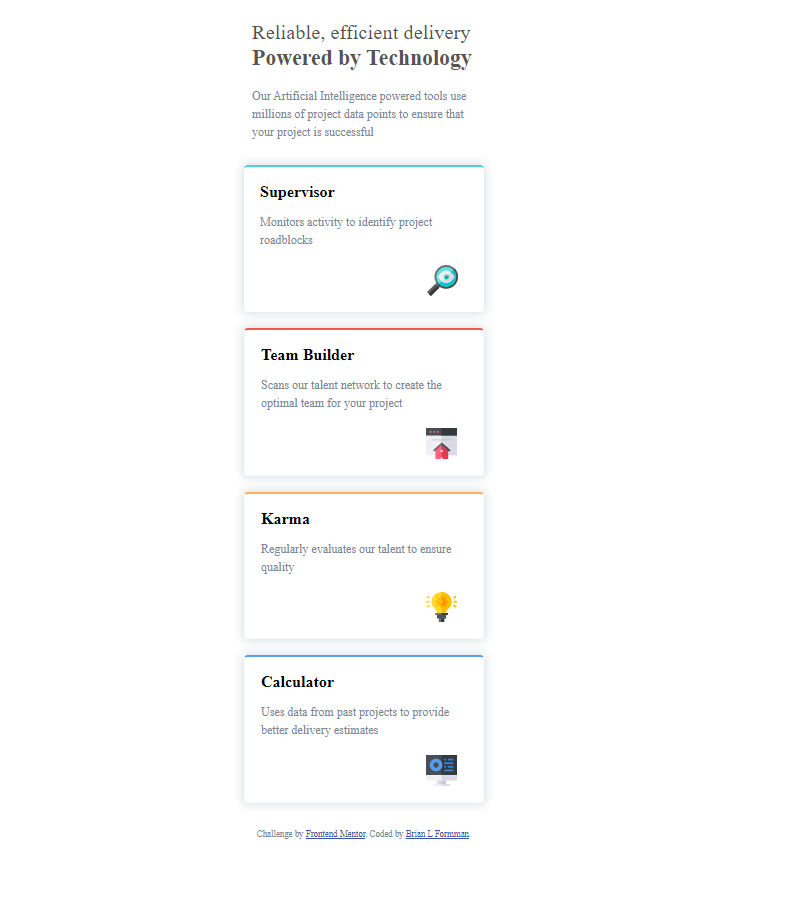 Reliable, efficient delivery
Powered by Technology
Our Artificial Intelligence powered tools use
millions of project data points to ensure that
your project is successful
Supervisor
Monitors activity to identify project
roadblocks
Team Builder
Scans our talent network to create the
optimal team for your project
Karma
Regularly evaluates our talent to ensure
quality
Calculator
Uses data from past projects to provide
better delivery estimates
Challenge by Frontend Mentor. Coded by Brian L Formman.